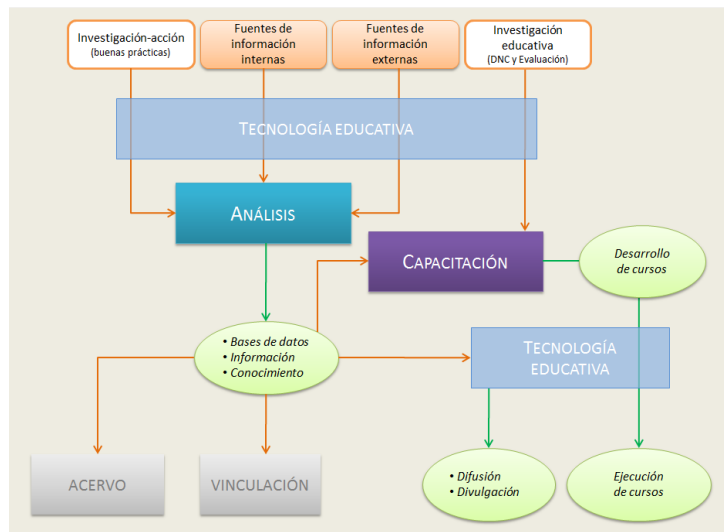 Investigación-acción
(buenas prácticas)
Fuentes de
información
internas
Fuentes de
información
externas
Investigación
educativa
(DNC y Evaluación)
TECNOLOGÍA EDUCATIVA
ANÁLISIS
CAPACITACIÓN
Desarrollo
de cursos
• Bases de datos
• Información
• Conocimiento
TECNOLOGÍA
EDUCATIVA
ACERVO
VINCULACIÓN
• Difusión
• Divulgación
Ejecución
de cursos